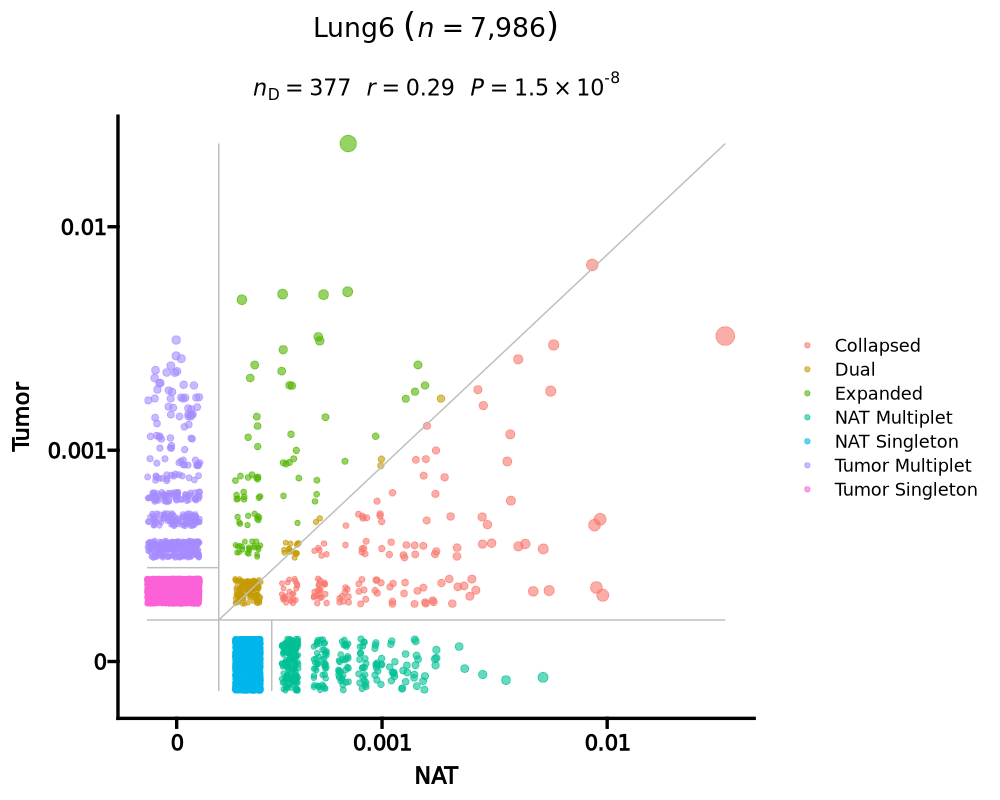 Lung6 (n = 7,986)
n_D = 377 r = 0.29 P = 1.5 × 10^-8
0.01
0.001
0
Tumor
0 0.001 0.01
NAT
Collapsed
Dual
Expanded
NAT Multiplet
NAT Singleton
Tumor Multiplet
Tumor Singleton